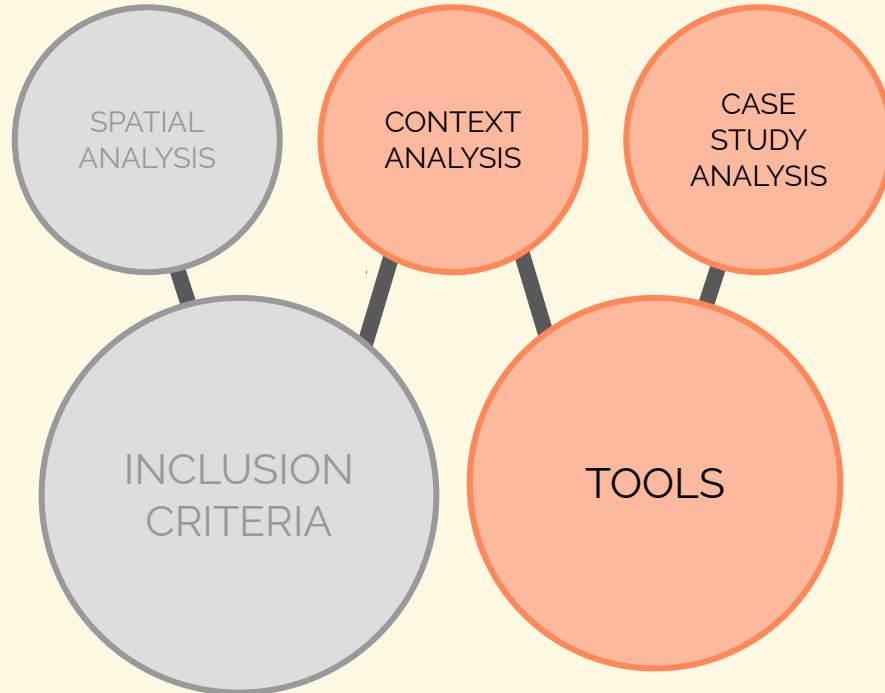 SPATIAL
ANALYSIS
CONTEXT
ANALYSIS
CASE
STUDY
ANALYSIS
INCLUSION
CRITERIA
TOOLS